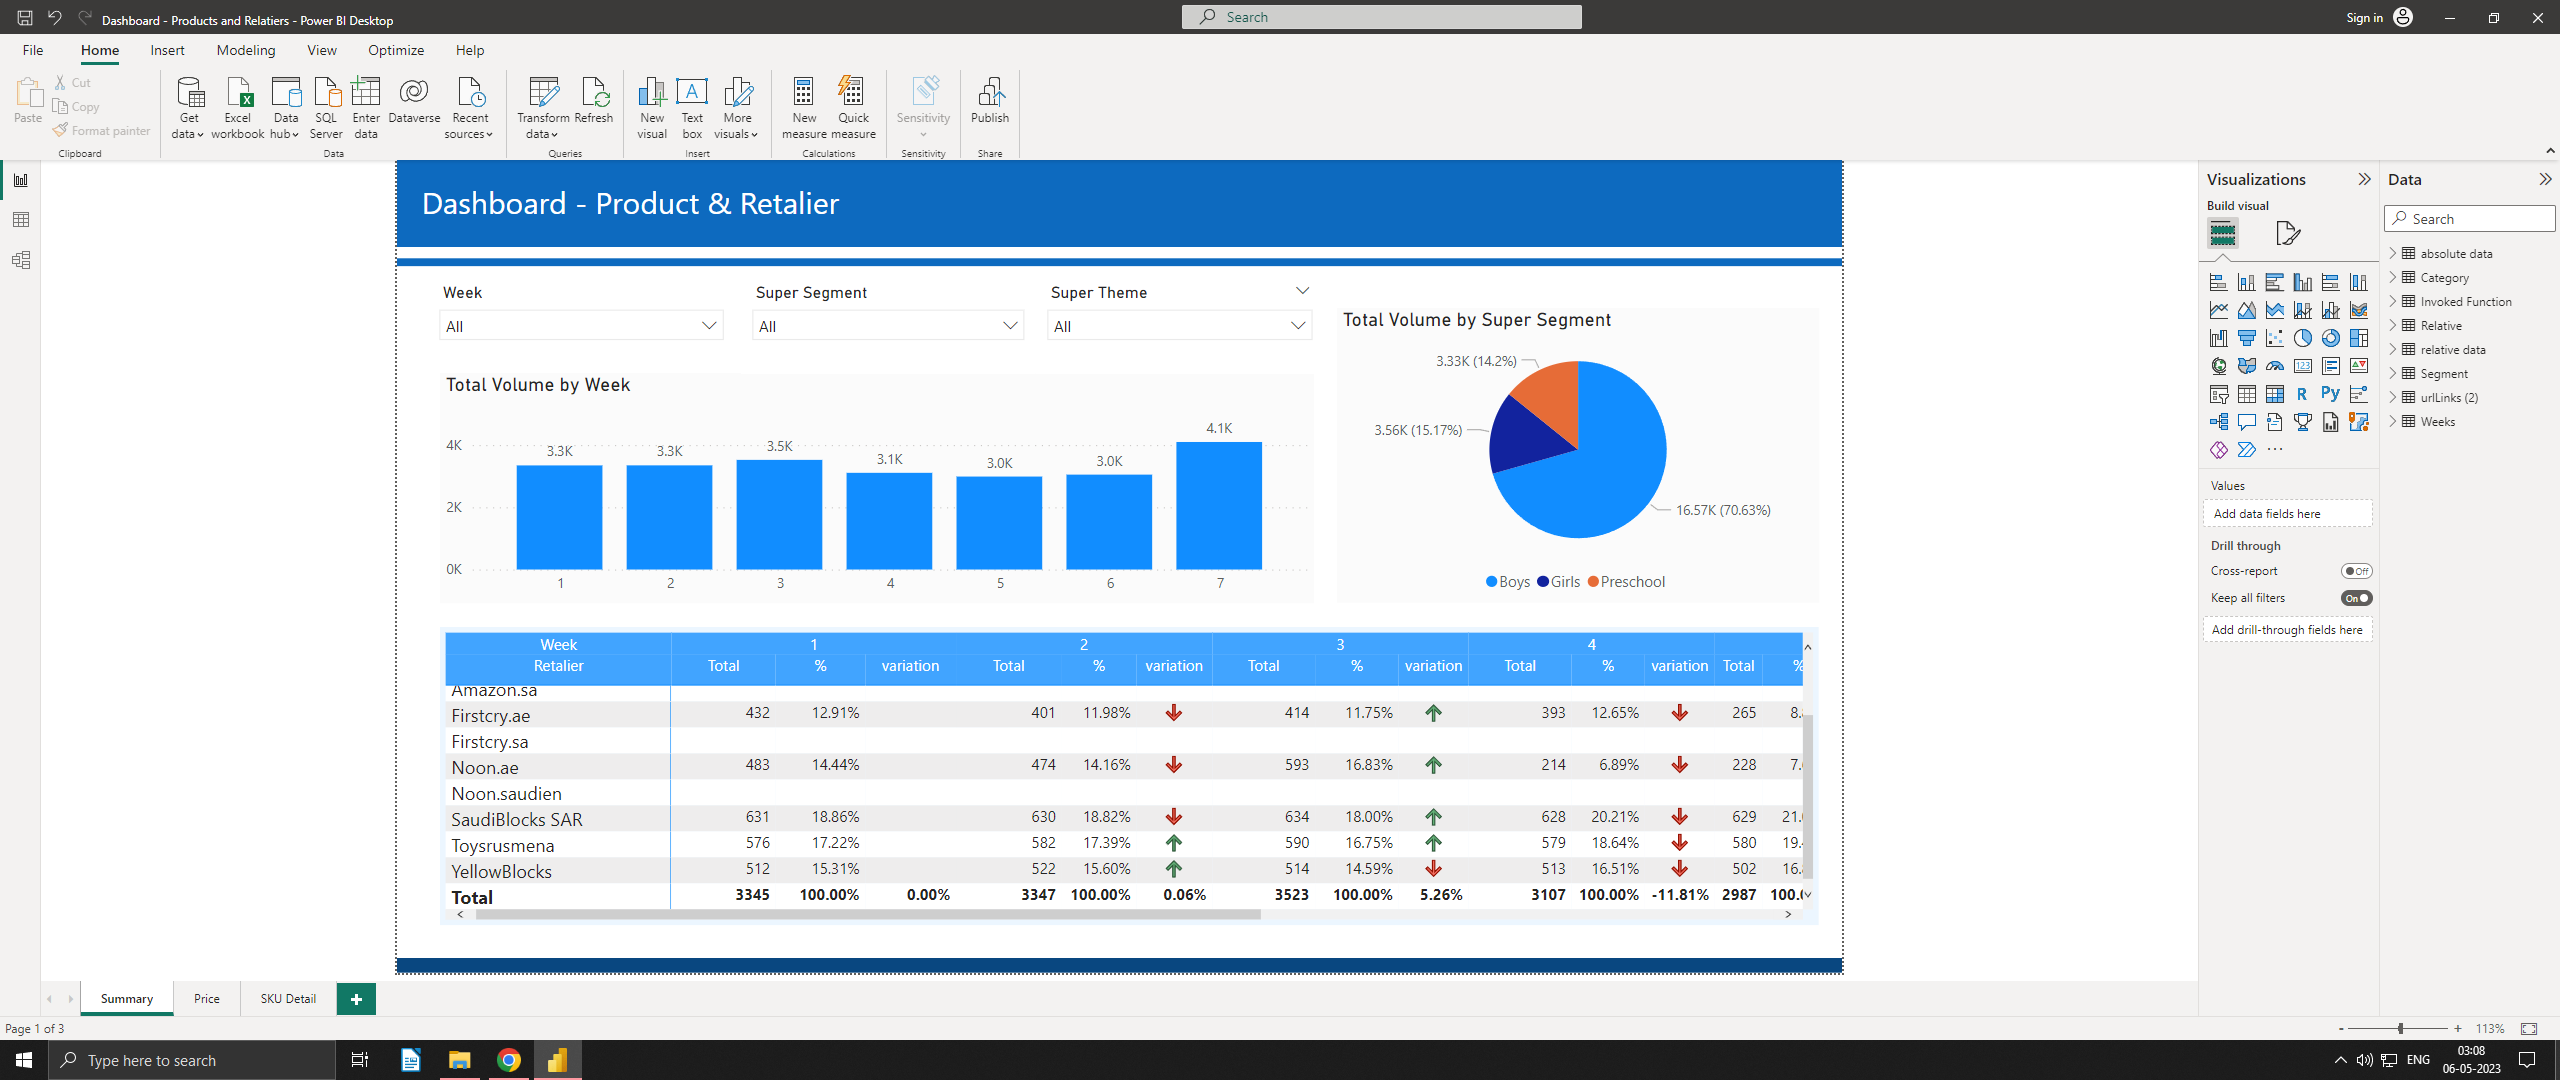 Dashboard - Products and Relatiers - Power BI Desktop
Search
Sign in
File Home Insert Modeling View Optimize Help
Paste
Cut
Copy
Format painter
Clipboard
Get data
Excel workbook
Data hub
SQL Server
Enter data
Dataverse
Recent sources
Data
Transform data
Refresh
Queries
New visual
Text box
More visuals
Insert
New measure
Quick measure
Calculations
Sensitivity
Sensitivity
Publish
Share
Dashboard - Product & Retalier
Week
All
Super Segment
All
Super Theme
All
Total Volume by Week
4K
2K
0K
3.3K 3.3K 3.5K 3.1K 3.0K 3.0K 4.1K
1 2 3 4 5 6 7
Total Volume by Super Segment
3.33K (14.2%)
3.56K (15.17%)
16.57K (70.63%)
Boys Girls Preschool
Week 1 2 3 4
Retalier Total % variation Total % variation Total % variation Total % variation Total %
Amazon.sa
Firstcry.ae 432 12.91% 401 11.98% 414 11.75% 393 12.65% 265 8.
Firstcry.sa
Noon.ae 483 14.44% 474 14.16% 593 16.83% 214 6.89% 228 7.
Noon.saudien
SaudiBlocks SAR 631 18.86% 630 18.82% 634 18.00% 628 20.21% 629 21.
Toysrusmena 576 17.22% 582 17.39% 590 16.75% 579 18.64% 580 19.
YellowBlocks 512 15.31% 522 15.60% 514 14.59% 513 16.51% 502 16.
Total 3345 100.00% 0.00% 3347 100.00% 0.06% 3523 100.00% 5.26% 3107 100.00% -11.81% 2987 100.
Visualizations
Build visual
123
R Py
Values
Add data fields here
Drill through
Cross-report Off
Keep all filters On
Add drill-through fields here
Data
Search
absolute data
Category
Invoked Function
Relative
relative data
Segment
urlLinks (2)
Weeks
Summary Price SKU Detail +
Page 1 of 3
- + 113%
Type here to search
ENG
03:08
06-05-2023